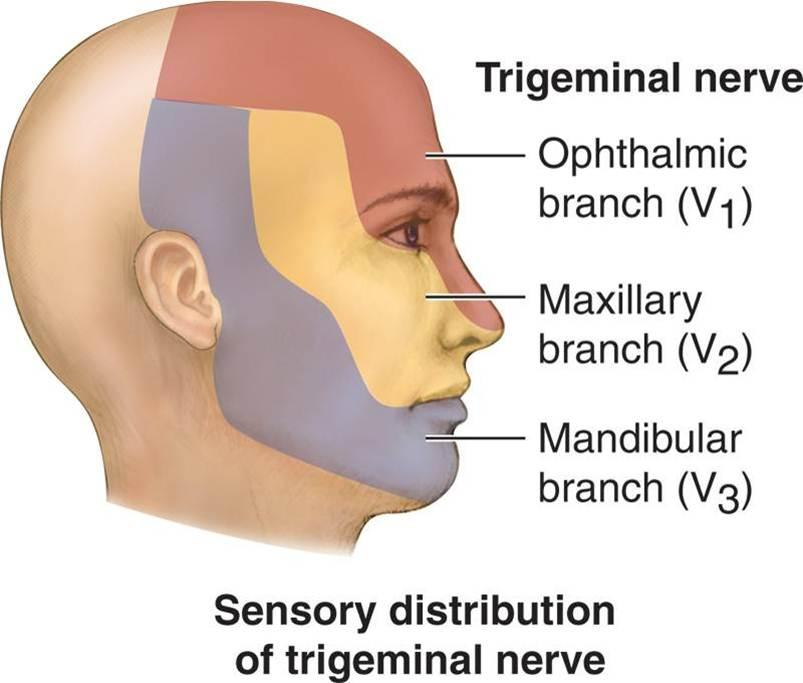 Trigeminal nerve
Ophthalmic
branch (V₁)
Maxillary
branch (V₂)
Mandibular
branch (V₃)
Sensory distribution
of trigeminal nerve